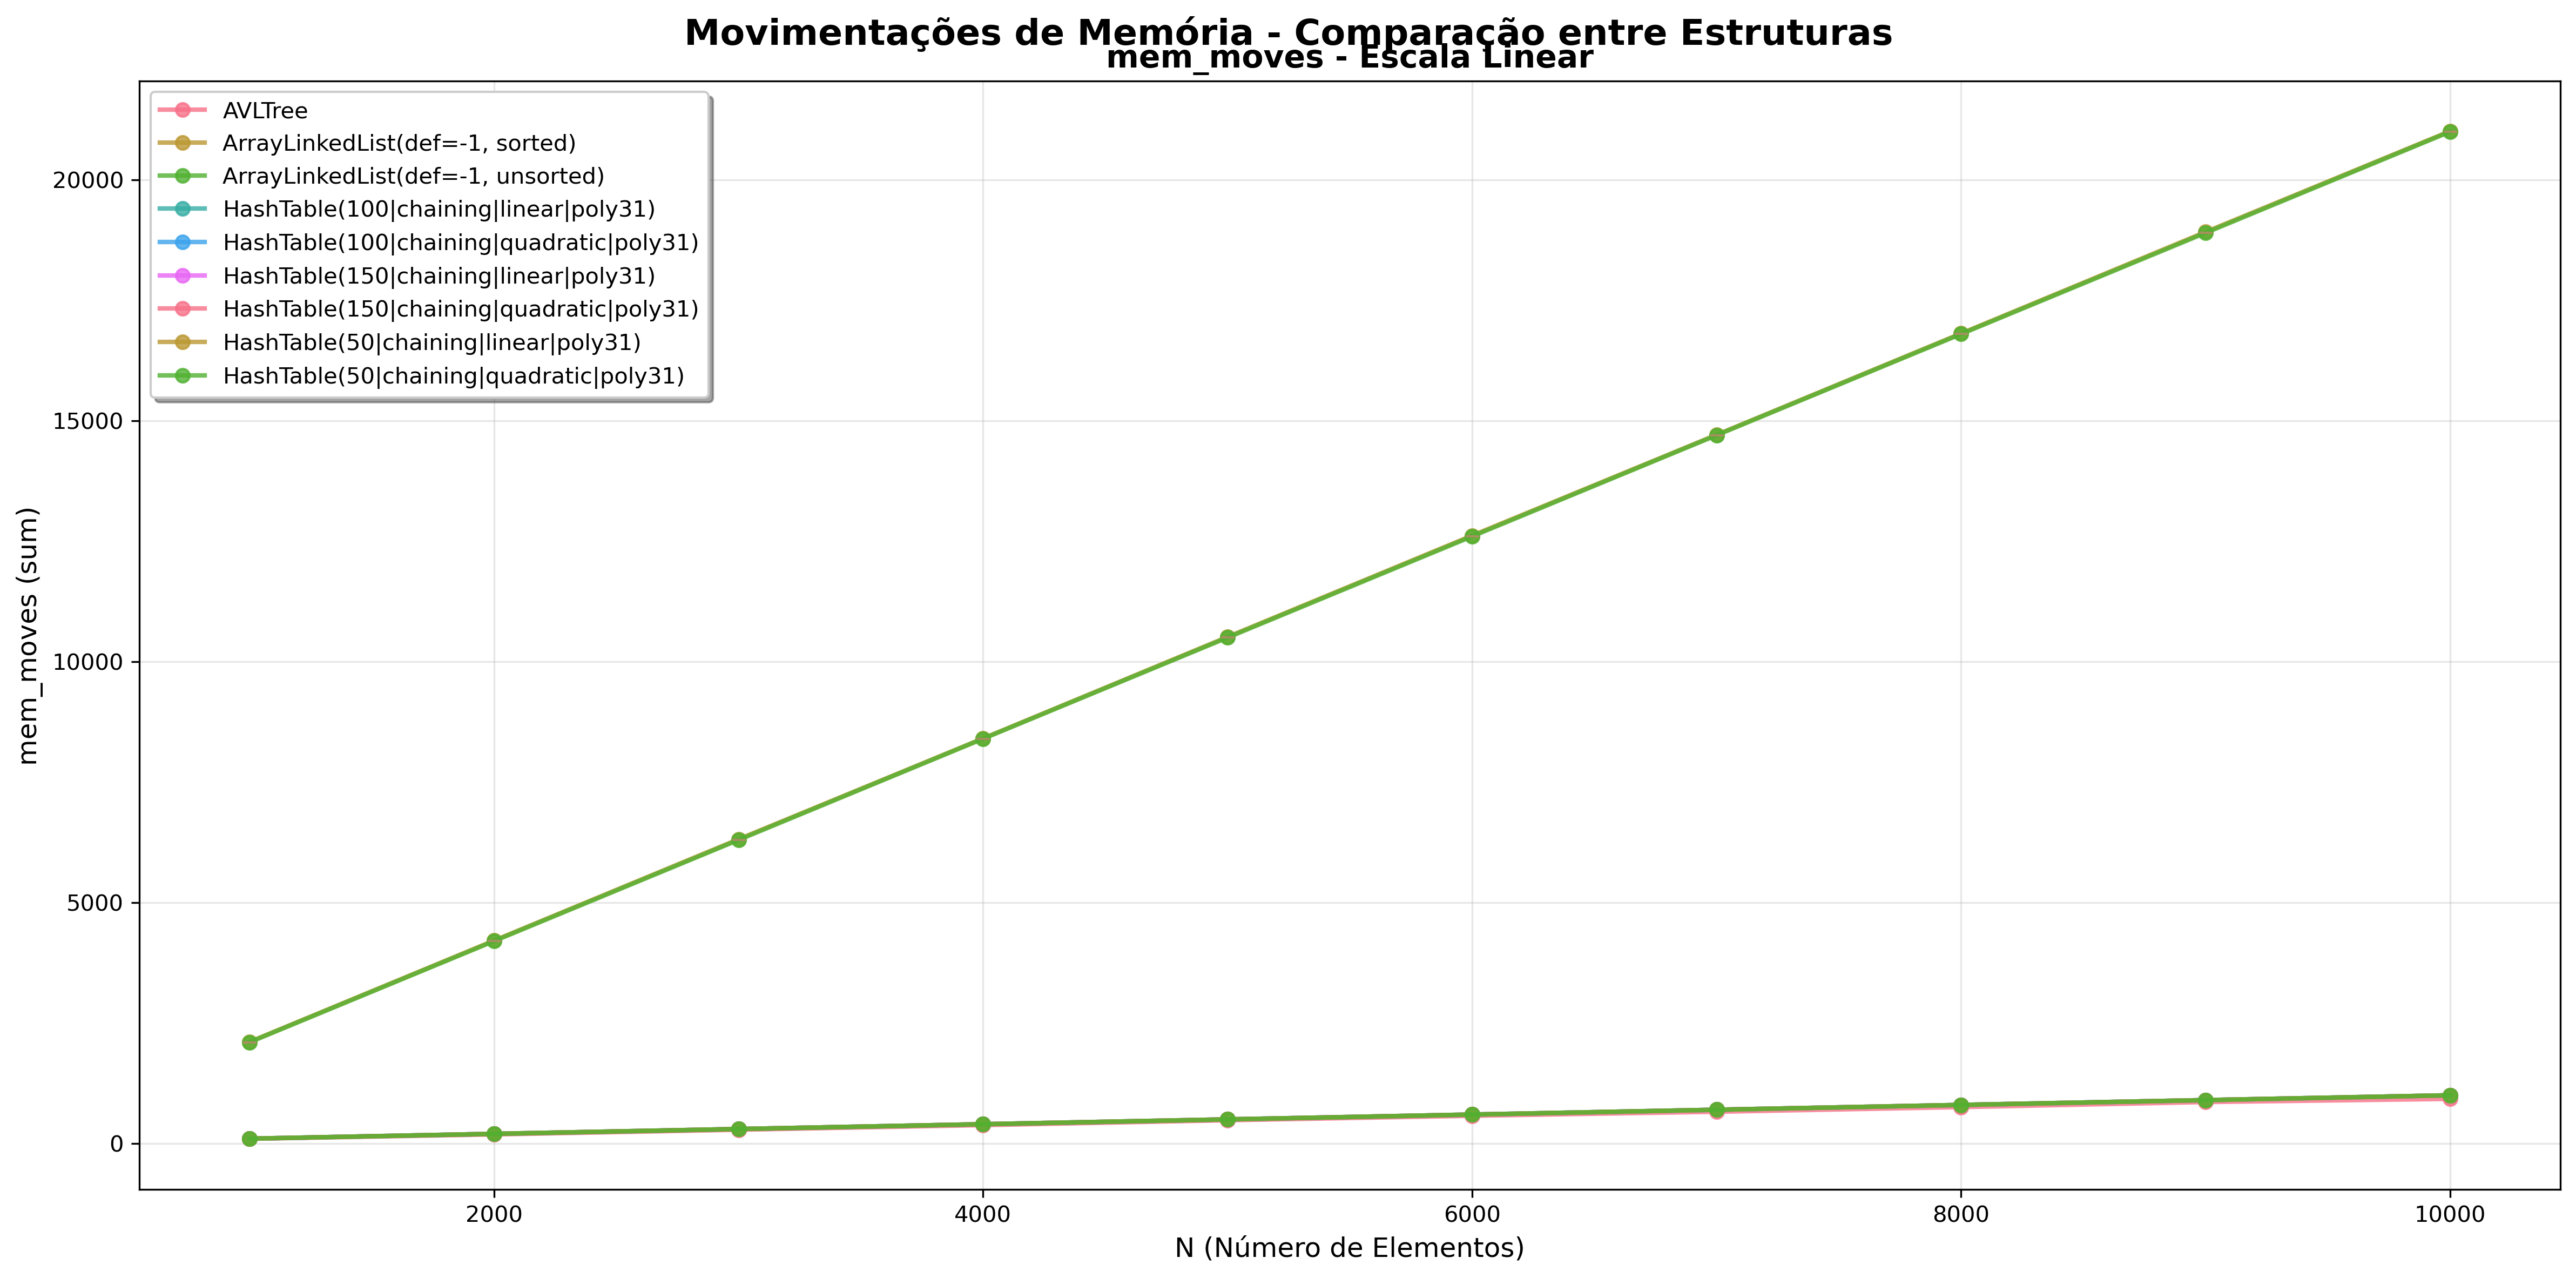 Movimentações de Memória - Comparação entre Estruturas
mem_moves - Escala Linear
AVLTree
ArrayLinkedList(def=-1, sorted)
ArrayLinkedList(def=-1, unsorted)
HashTable(100|chaining|linear|poly31)
HashTable(100|chaining|quadratic|poly31)
HashTable(150|chaining|linear|poly31)
HashTable(150|chaining|quadratic|poly31)
HashTable(50|chaining|linear|poly31)
HashTable(50|chaining|quadratic|poly31)
20000
15000
10000
5000
0
mem_moves (sum)
2000
4000
6000
8000
10000
N (Número de Elementos)